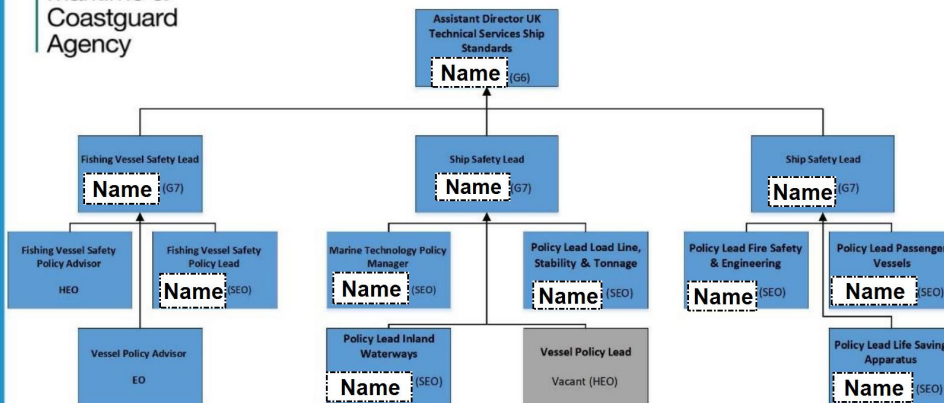 Coastguard
Agency
Assistant Director UK
Technical Services Ship
Standards
Name (G6)
Fishing Vessel Safety Lead
Name (G7)
Ship Safety Lead
Name (G7)
Ship Safety Lead
Name (G7)
Fishing Vessel Safety
Policy Advisor
HEO
Fishing Vessel Safety
Policy Lead
Name (SEO)
Marine Technology Policy
Manager
Name (SEO)
Policy Lead Load Line,
Stability & Tonnage
Name (SEO)
Policy Lead Fire Safety
& Engineering
Name (SEO)
Policy Lead Passenger
Vessels
Name (SEO)
Vessel Policy Advisor
EO
Policy Lead Inland
Waterways
Name (SEO)
Vessel Policy Lead
Vacant (HEO)
Policy Lead Life Saving
Apparatus
Name (SEO)